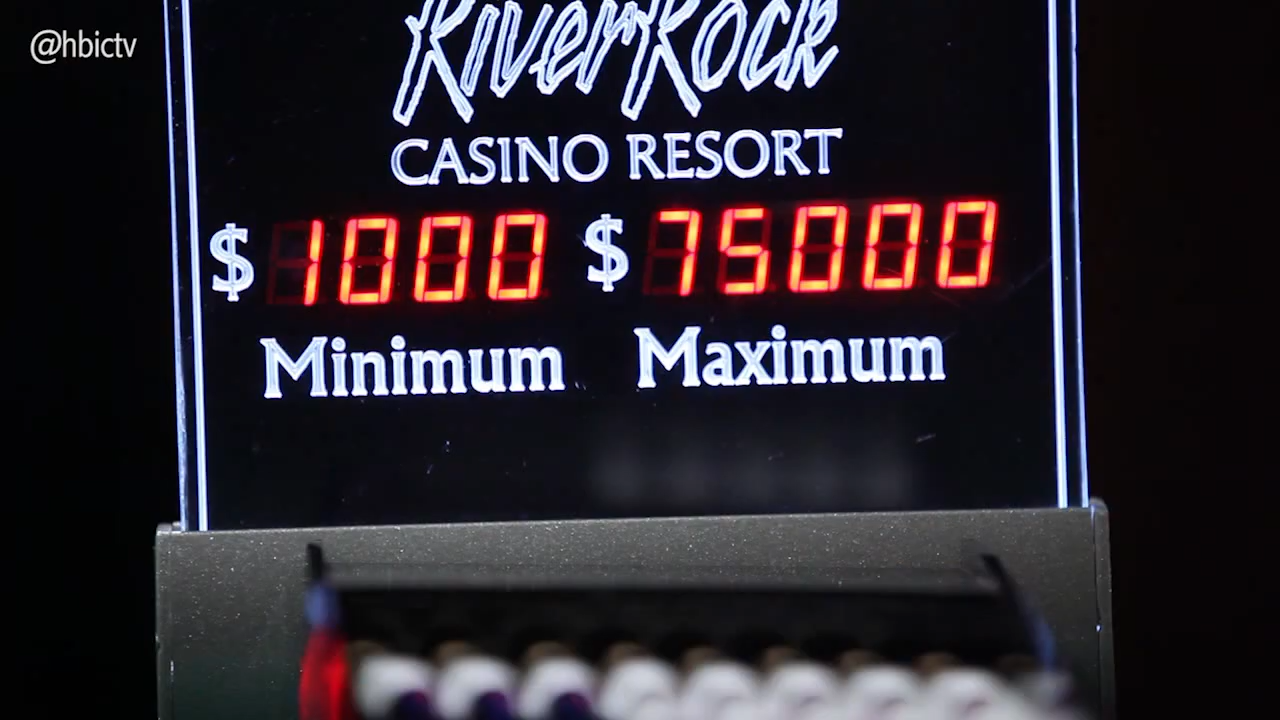 @hbictv
RiverRock
CASINO RESORT
$ 1000 $ 75000
Minimum Maximum